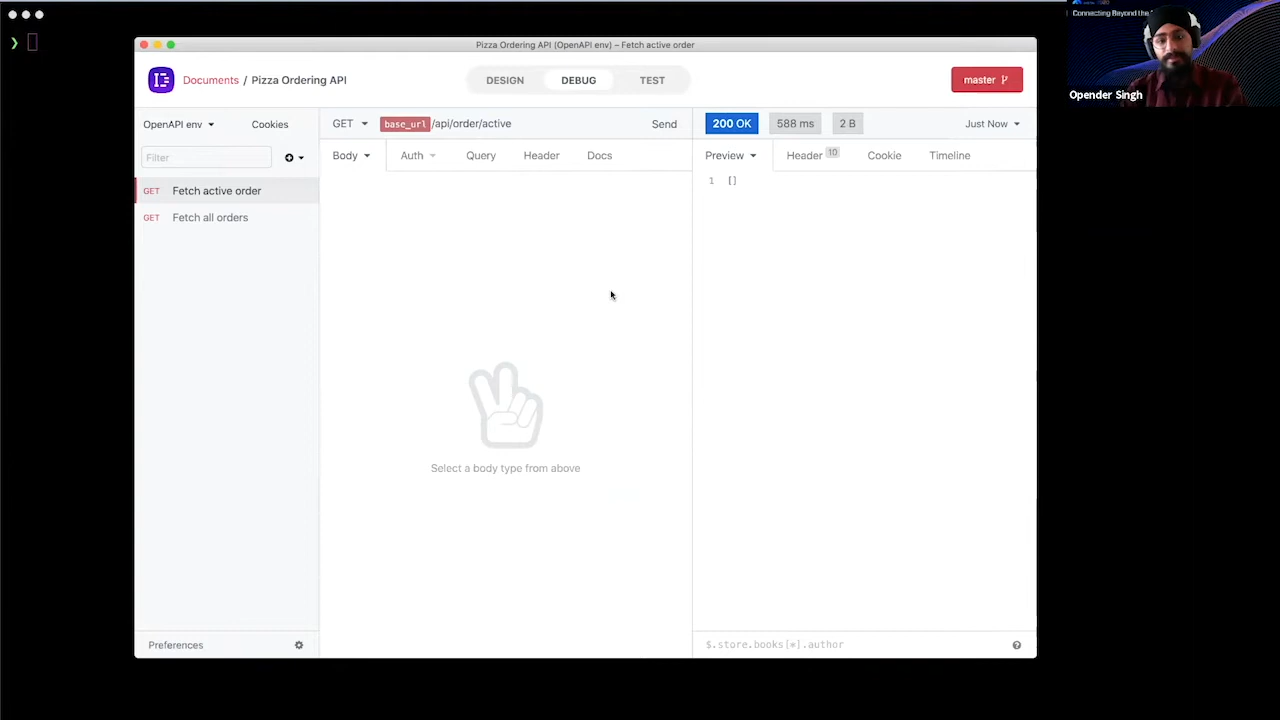 Connecting Beyond the
Opender Singh
❯
Pizza Ordering API (OpenAPI env) – Fetch active order
Documents / Pizza Ordering API
DESIGN DEBUG TEST
master
OpenAPI env Cookies
GET base_url/api/order/active Send
200 OK 588 ms 2 B Just Now
Filter
Body Auth Query Header Docs
Preview Header 10 Cookie Timeline
1 []
GET Fetch active order
GET Fetch all orders
Select a body type from above
Preferences
$.store.books[*].author